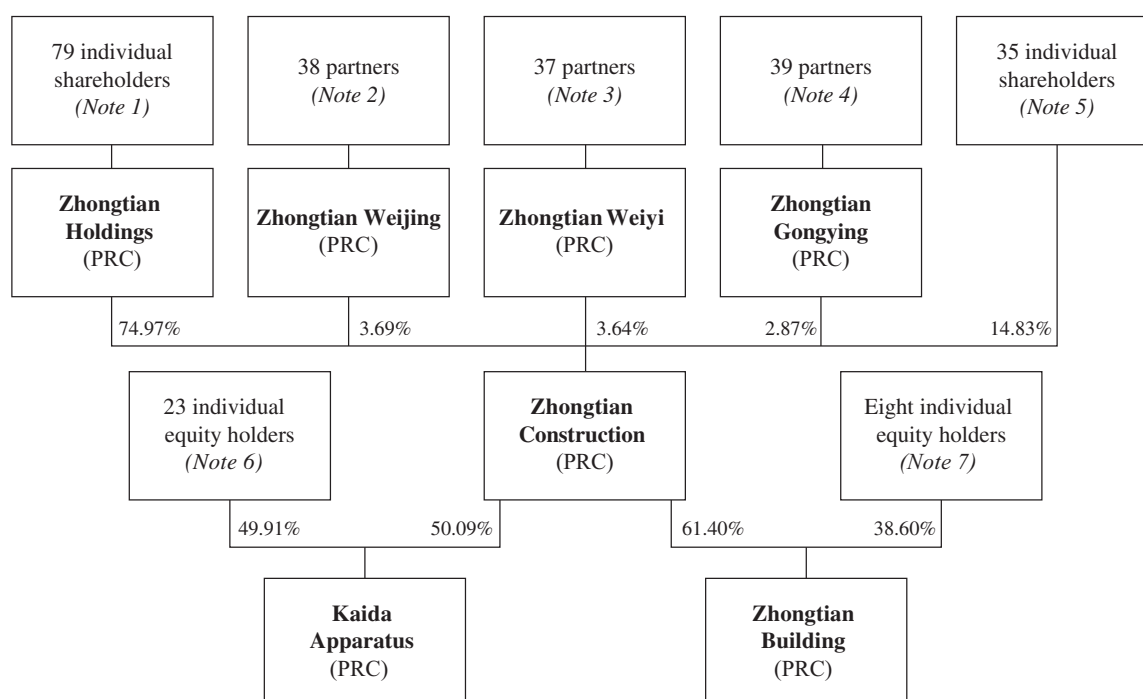 79 individual
shareholders
(Note 1)
38 partners
(Note 2)
37 partners
(Note 3)
39 partners
(Note 4)
35 individual
shareholders
(Note 5)
Zhongtian
Holdings
(PRC)
Zhongtian Weijing
(PRC)
Zhongtian Weiyi
(PRC)
Zhongtian
Gongying
(PRC)
74.97%
3.69%
3.64%
2.87%
14.83%
23 individual
equity holders
(Note 6)
Zhongtian
Construction
(PRC)
Eight individual
equity holders
(Note 7)
49.91%
50.09%
61.40%
38.60%
Kaida
Apparatus
(PRC)
Zhongtian
Building
(PRC)